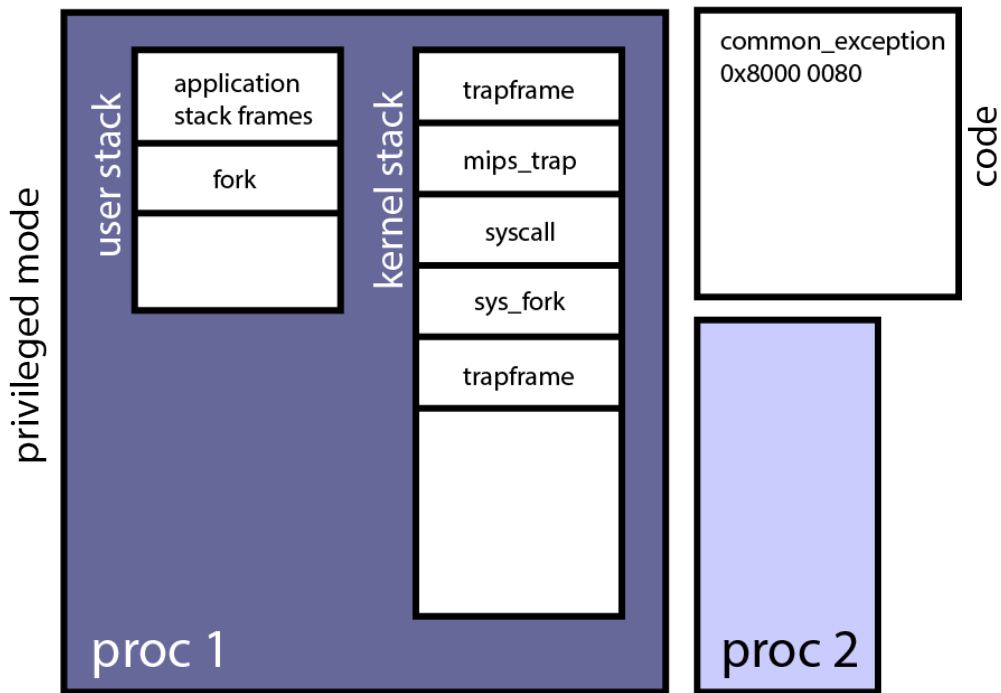 privileged mode
user stack
application
stack frames
fork
kernel stack
trapframe
mips_trap
syscall
sys_fork
trapframe
proc 1
common_exception
0x8000 0080
code
proc 2